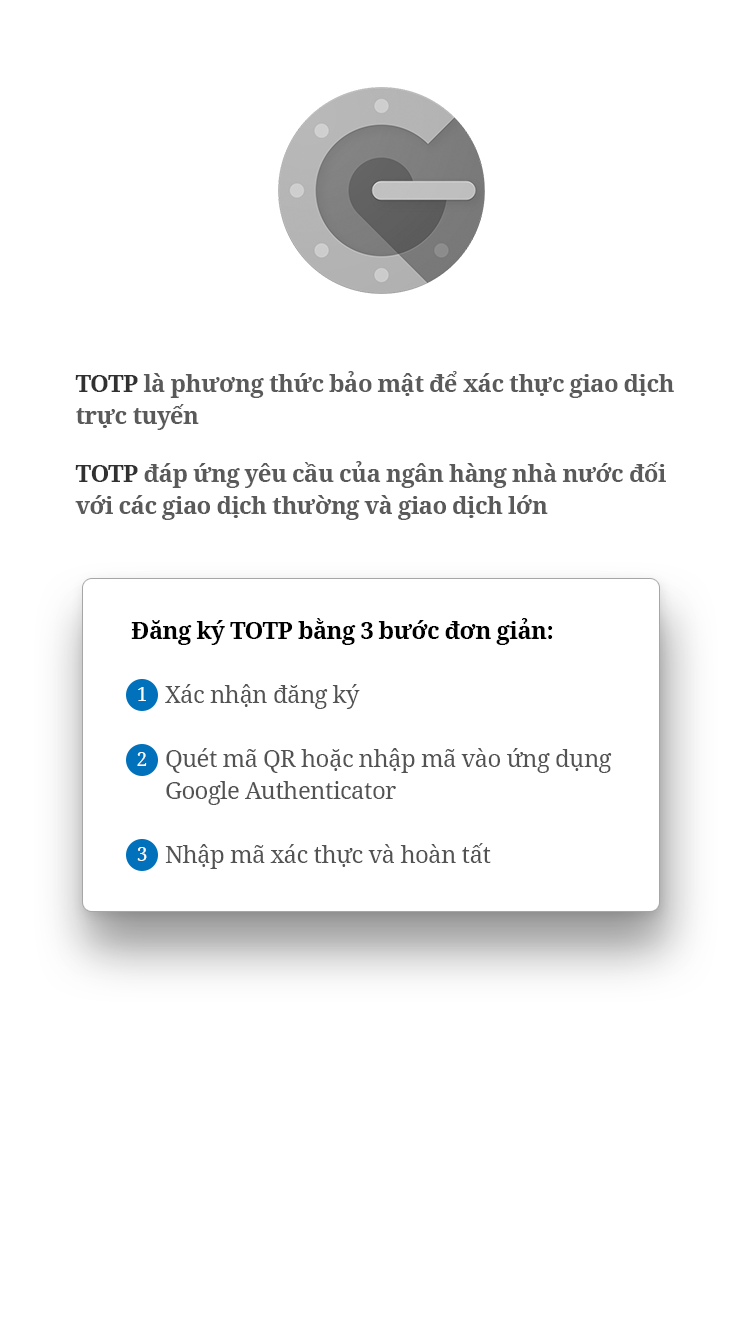 TOTP là phương thức bảo mật để xác thực giao dịch
trực tuyến
TOTP đáp ứng yêu cầu của ngân hàng nhà nước đối
với các giao dịch thường và giao dịch lớn
Đăng ký TOTP bằng 3 bước đơn giản:
1 Xác nhận đăng ký
2 Quét mã QR hoặc nhập mã vào ứng dụng
Google Authenticator
3 Nhập mã xác thực và hoàn tất